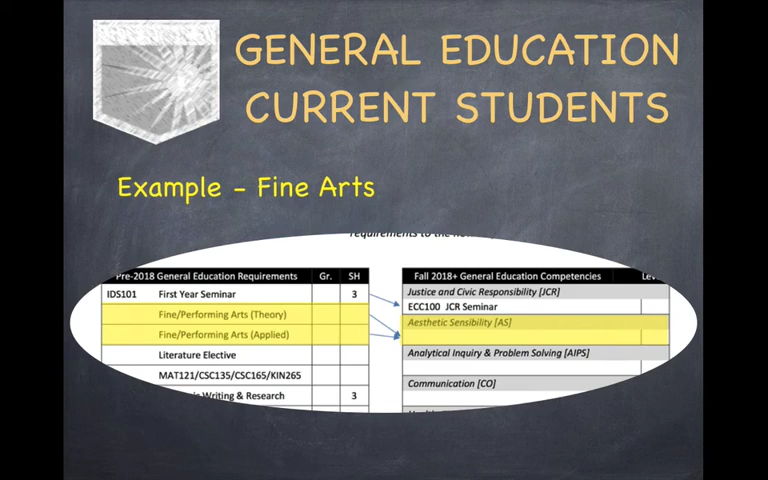 GENERAL EDUCATION
CURRENT STUDENTS
Example - Fine Arts
requirements to the
Pre-2018 General Education Requirements Gr. SH
IDS101 First Year Seminar 3
Fine/Performing Arts (Theory)
Fine/Performing Arts (Applied)
Literature Elective
MAT121/CSC135/CSC165/KIN265
Writing & Research 3
Fall 2018+ General Education Competencies
Justice and Civic Responsibility [JCR]
ECC100 JCR Seminar
Aesthetic Sensibility [AS]
Analytical Inquiry & Problem Solving [AIPS]
Communication [CO]